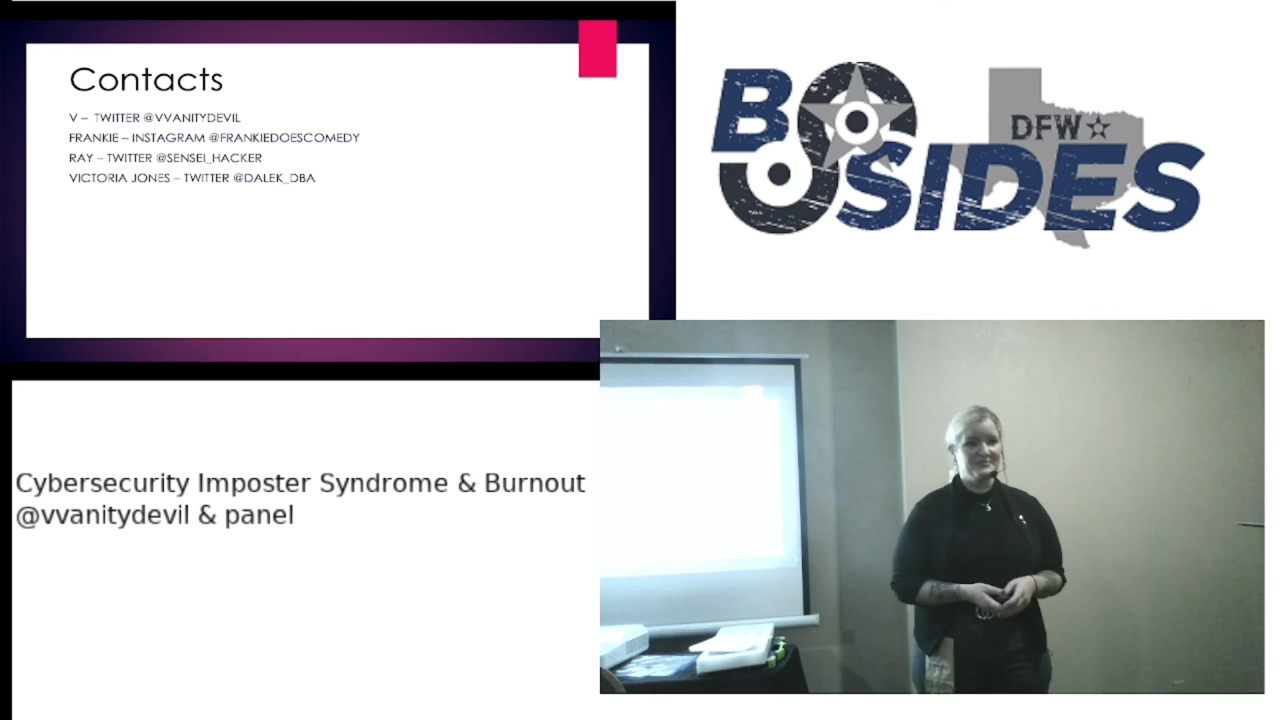 Contacts
V – TWITTER @VVANITYDEVIL
FRANKIE – INSTAGRAM @FRANKIEDOESCOMEDY
RAY – TWITTER @SENSEI_HACKER
VICTORIA JONES – TWITTER @DALEK_DBA
B SIDES
DFW
Cybersecurity Imposter Syndrome & Burnout
@vvanitydevil & panel